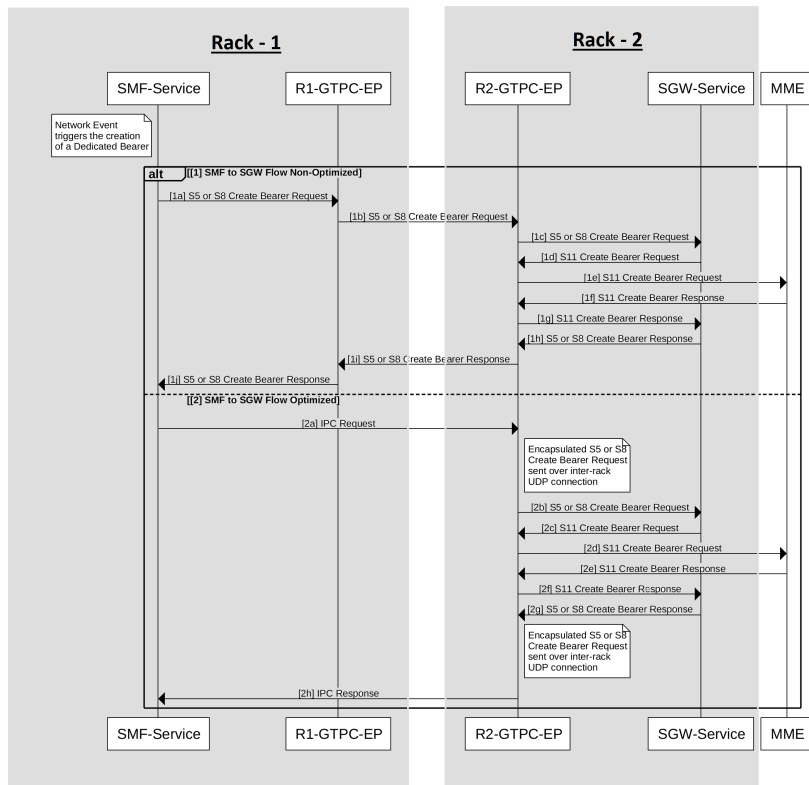 Rack - 1
Rack - 2
SMF-Service
R1-GTPC-EP
R2-GTPC-EP
SGW-Service
MME
Network Event
triggers the creation
of a Dedicated Bearer
alt
[[1] SMF to SGW Flow Non-Optimized]
[1a] S5 or S8 Create Bearer Request
[1b] S5 or S8 Create Bearer Request
[1c] S5 or S8 Create Bearer Request
[1d] S11 Create Bearer Request
[1e] S11 Create Bearer Request
[1f] S11 Create Bearer Response
[1g] S11 Create Bearer Response
[1h] S5 or S8 Create Bearer Response
[1i] S5 or S8 Create Bearer Response
[1j] S5 or S8 Create Bearer Response
[[2] SMF to SGW Flow Optimized]
[2a] IPC Request
Encapsulated S5 or S8
Create Bearer Request
sent over inter-rack
UDP connection
[2b] S5 or S8 Create Bearer Request
[2c] S11 Create Bearer Request
[2d] S11 Create Bearer Request
[2e] S11 Create Bearer Response
[2f] S11 Create Bearer Response
[2g] S5 or S8 Create Bearer Response
Encapsulated S5 or S8
Create Bearer Request
sent over inter-rack
UDP connection
[2h] IPC Response
SMF-Service
R1-GTPC-EP
R2-GTPC-EP
SGW-Service
MME